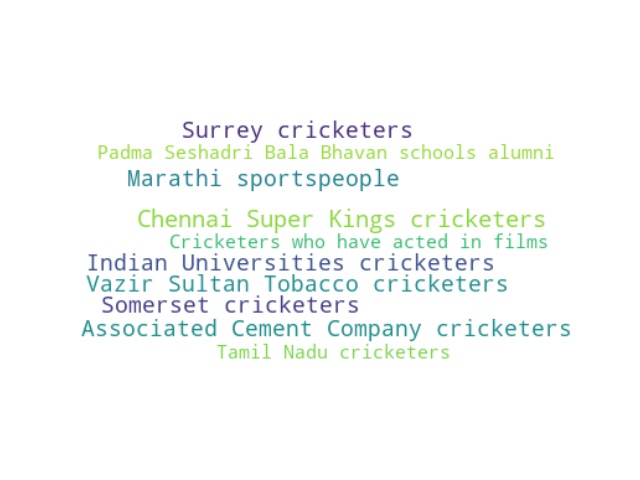 Surrey cricketers
Padma Seshadri Bala Bhavan schools alumni
Marathi sportspeople
Chennai Super Kings cricketers
Cricketers who have acted in films
Indian Universities cricketers
Vazir Sultan Tobacco cricketers
Somerset cricketers
Associated Cement Company cricketers
Tamil Nadu cricketers